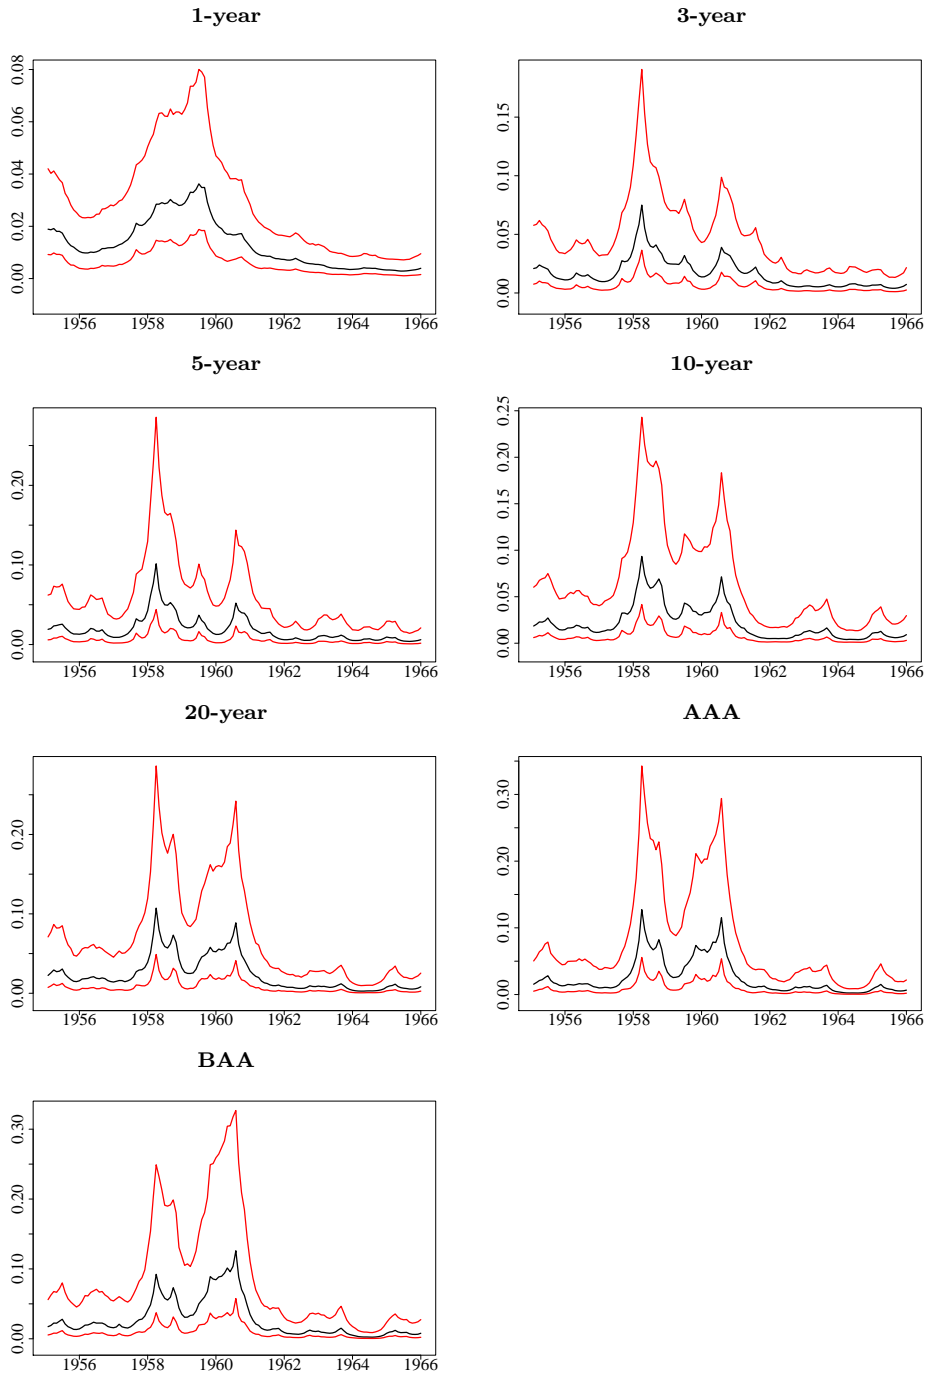 1-year
0.00 0.02 0.04 0.06 0.08
1956 1958 1960 1962 1964 1966
3-year
0.00 0.05 0.10 0.15
1956 1958 1960 1962 1964 1966
5-year
0.00 0.10 0.20
1956 1958 1960 1962 1964 1966
10-year
0.00 0.05 0.10 0.15 0.20 0.25
1956 1958 1960 1962 1964 1966
20-year
0.00 0.10 0.20
1956 1958 1960 1962 1964 1966
AAA
0.00 0.10 0.20 0.30
1956 1958 1960 1962 1964 1966
BAA
0.00 0.10 0.20 0.30
1956 1958 1960 1962 1964 1966